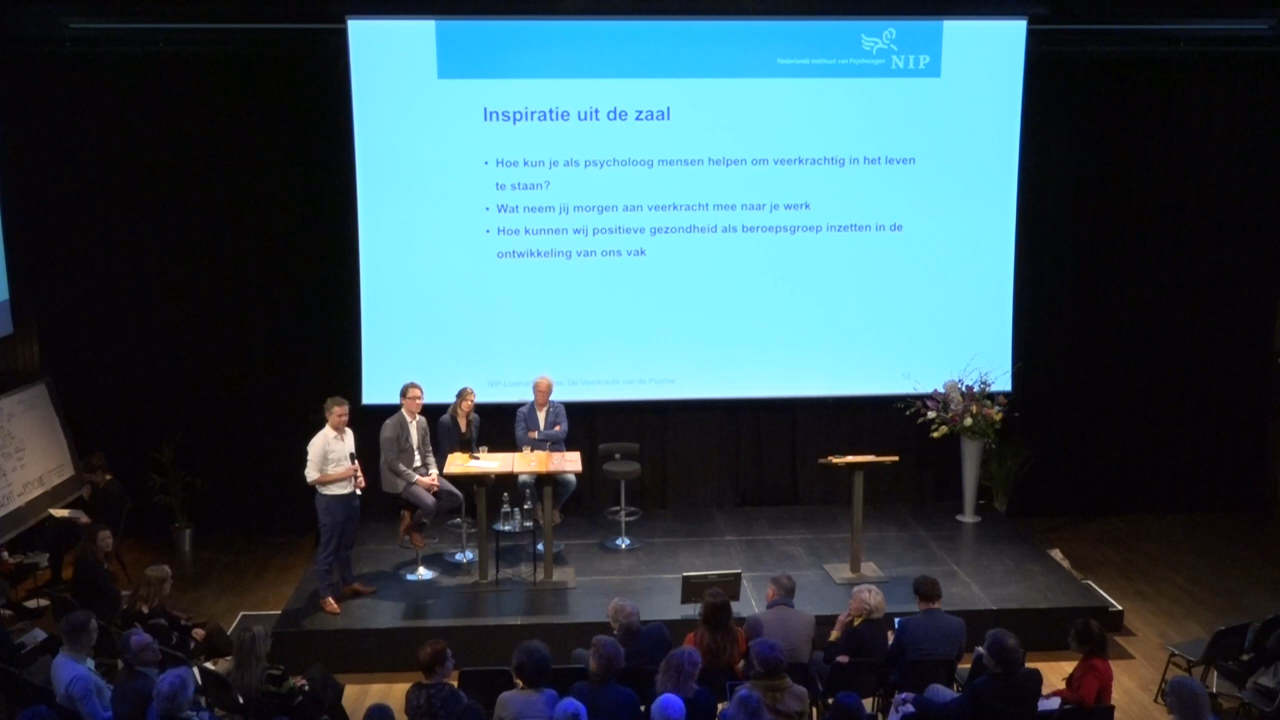 Nederlands Instituut van Psychologen NIP
Inspiratie uit de zaal
• Hoe kun je als psycholoog mensen helpen om veerkrachtig in het leven
te staan?
• Wat neem jij morgen aan veerkracht mee naar je werk
• Hoe kunnen wij positieve gezondheid als beroepsgroep inzetten in de
ontwikkeling van ons vak
De Veerkracht van de Psyche
12
PSYCHE